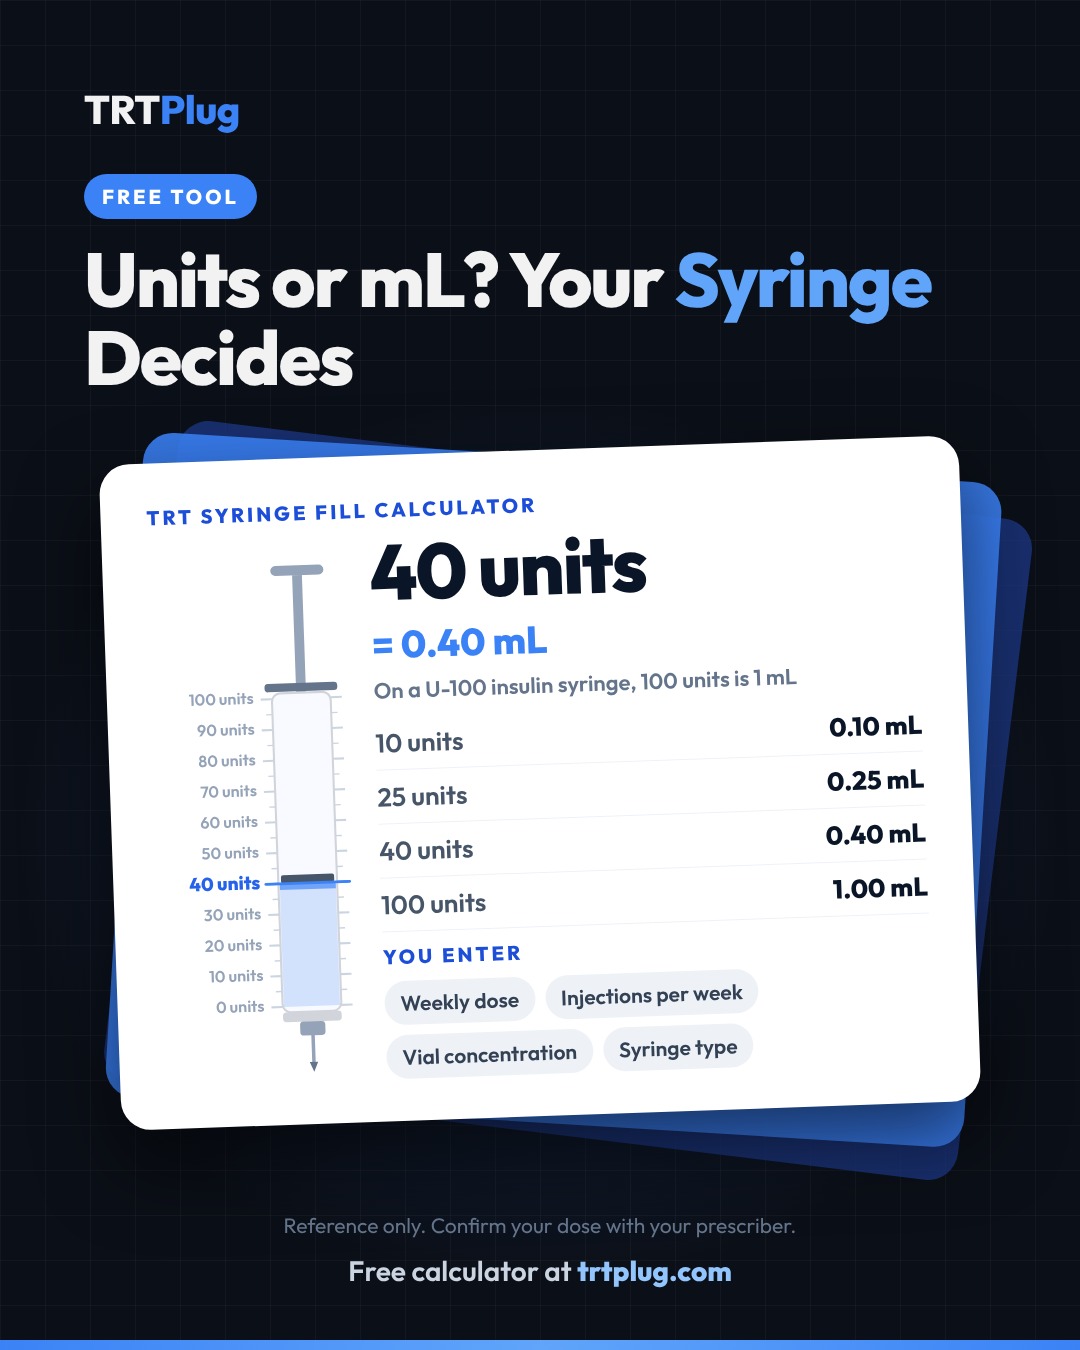 TRTPlug
FREE TOOL
Units or mL? Your Syringe
Decides
TRT SYRINGE FILL CALCULATOR
40 units
= 0.40 mL
On a U-100 insulin syringe, 100 units is 1 mL
100 units
90 units
80 units
70 units
60 units
50 units
40 units
30 units
20 units
10 units
0 units
10 units 0.10 mL
25 units 0.25 mL
40 units 0.40 mL
100 units 1.00 mL
YOU ENTER
Weekly dose Injections per week
Vial concentration Syringe type
Reference only. Confirm your dose with your prescriber.
Free calculator at trtplug.com